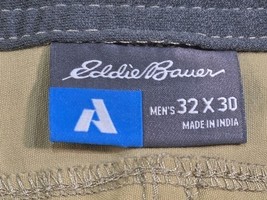 Eddie Bauer
MEN'S 32 X 30
MADE IN INDIA